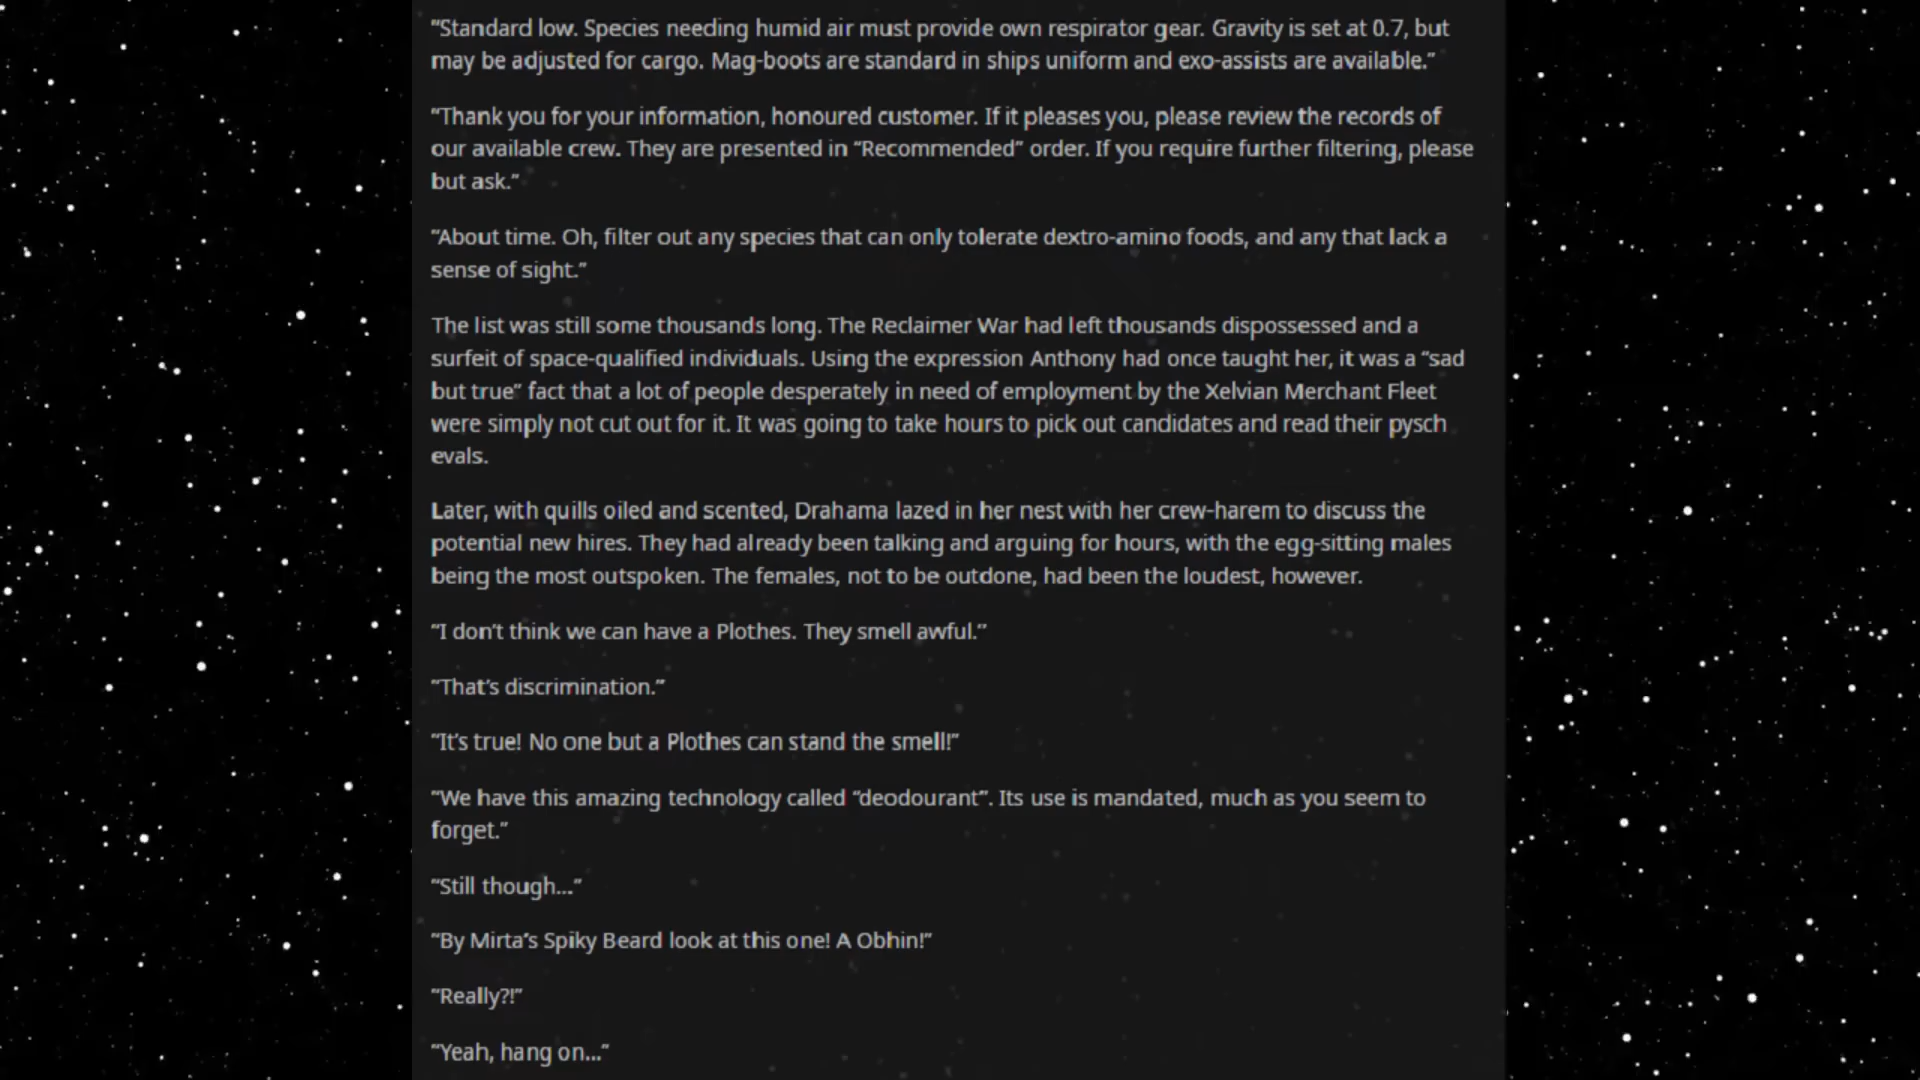 “Standard low. Species needing humid air must provide own respirator gear. Gravity is set at 0.7, but
may be adjusted for cargo. Mag-boots are standard in ships uniform and exo-assists are available.”
“Thank you for your information, honoured customer. If it pleases you, please review the records of
our available crew. They are presented in “Recommended” order. If you require further filtering, please
but ask.”
“About time. Oh, filter out any species that can only tolerate dextro-amino foods, and any that lack a
sense of sight.”
The list was still some thousands long. The Reclaimer War had left thousands dispossessed and a
surfeit of space-qualified individuals. Using the expression Anthony had once taught her, it was a “sad
but true” fact that a lot of people desperately in need of employment by the Xelvian Merchant Fleet
were simply not cut out for it. It was going to take hours to pick out candidates and read their pysch
evals.
Later, with quills oiled and scented, Drahama lazed in her nest with her crew-harem to discuss the
potential new hires. They had already been talking and arguing for hours, with the egg-sitting males
being the most outspoken. The females, not to be outdone, had been the loudest, however.
“I don’t think we can have a Plothes. They smell awful.”
“That’s discrimination.”
“It’s true! No one but a Plothes can stand the smell!”
“We have this amazing technology called “deodourant”. Its use is mandated, much as you seem to
forget.”
“Still though...”
“By Mirta’s Spiky Beard look at this one! A Obhin!”
“Really?!”
“Yeah, hang on...”